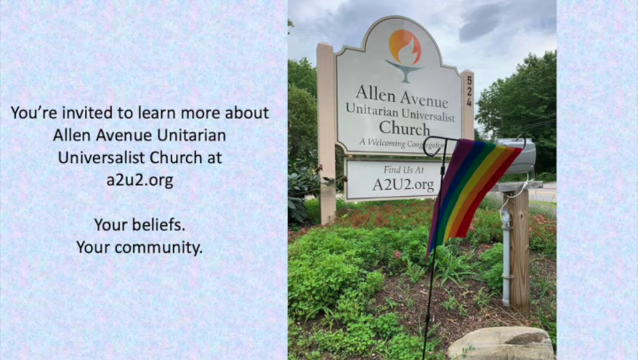 You're invited to learn more about
Allen Avenue Unitarian
Universalist Church at
a2u2.org
Your beliefs.
Your community.
Allen Avenue
Unitarian Universalist
Church
A Welcoming Congregation
Find Us At
A2U2.org
524